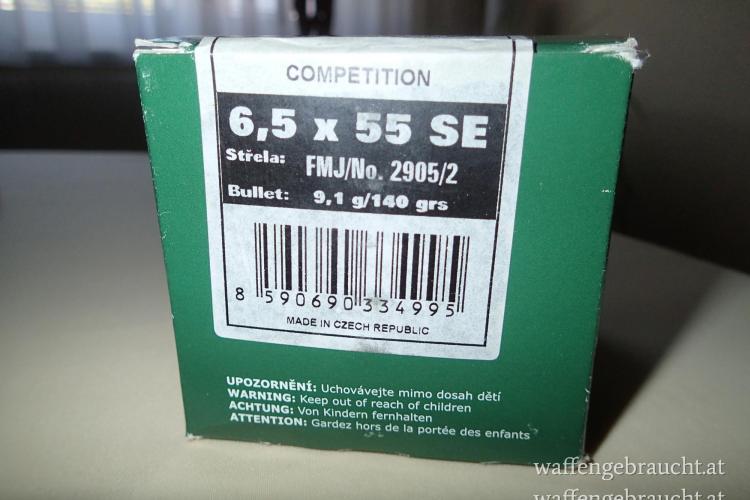 COMPETITION
6,5 x 55 SE
Střela: FMJ/No. 2905/2
Bullet: 9,1 g/140 grs
8 590690 334995
MADE IN CZECH REPUBLIC
UPOZORNĚNÍ: Uchovávejte mimo dosah dětí
WARNING: Keep out of reach of children
ACHTUNG: Von Kindern fernhalten
ATTENTION: Gardez hors de la portée des enfants
waffengebraucht.at
waffengebraucht.at